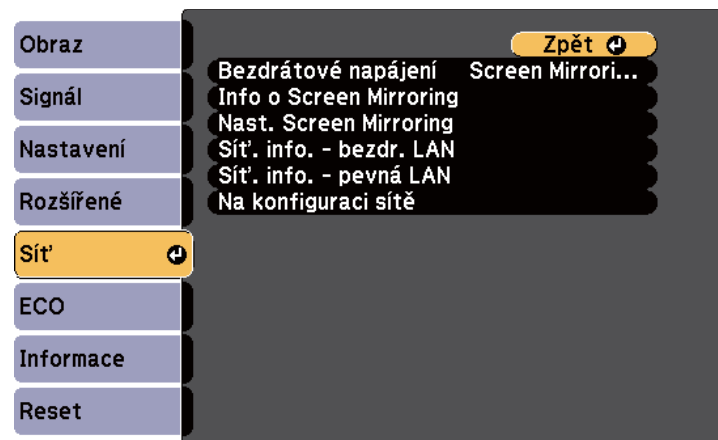 Obraz
Signál
Nastavení
Rozšířené
Síť
ECO
Informace
Reset
Zpět
Bezdrátové napájení Screen Mirrori...
Info o Screen Mirroring
Nast. Screen Mirroring
Síť. info. - bezdr. LAN
Síť. info. - pevná LAN
Na konfiguraci sítě